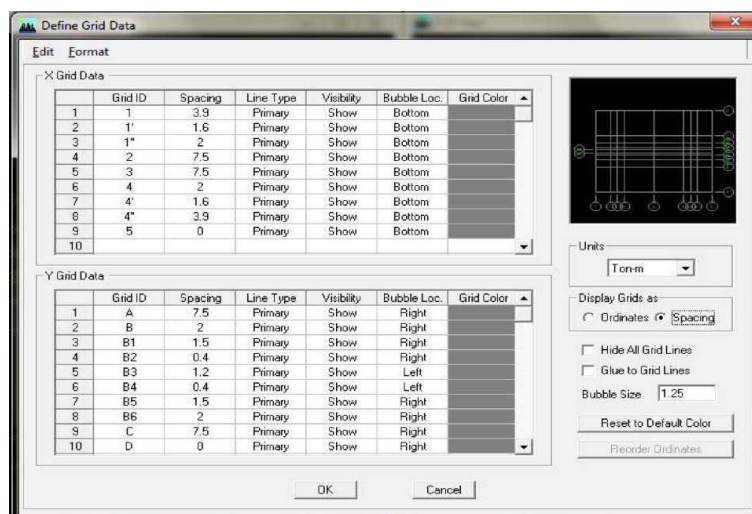 Define Grid Data
Edit Format
X Grid Data
Grid ID Spacing Line Type Visibility Bubble Loc. Grid Color
1 1 3.9 Primary Show Bottom
2 1' 1.6 Primary Show Bottom
3 1" 2 Primary Show Bottom
4 2 7.5 Primary Show Bottom
5 3 7.5 Primary Show Bottom
6 4 2 Primary Show Bottom
7 4' 1.6 Primary Show Bottom
8 4" 3.9 Primary Show Bottom
9 5 0 Primary Show Bottom
10
Y Grid Data
Grid ID Spacing Line Type Visibility Bubble Loc. Grid Color
1 A 7.5 Primary Show Right
2 B 2 Primary Show Right
3 B1 1.5 Primary Show Right
4 B2 0.4 Primary Show Right
5 B3 1.2 Primary Show Left
6 B4 0.4 Primary Show Left
7 B5 1.5 Primary Show Right
8 B6 2 Primary Show Right
9 C 7.5 Primary Show Right
10 D 0 Primary Show Right
Units
Ton-m
Display Grids as
Ordinates Spacing
Hide All Grid Lines
Glue to Grid Lines
Bubble Size 1.25
Reset to Default Color
Reorder Ordinates
OK Cancel